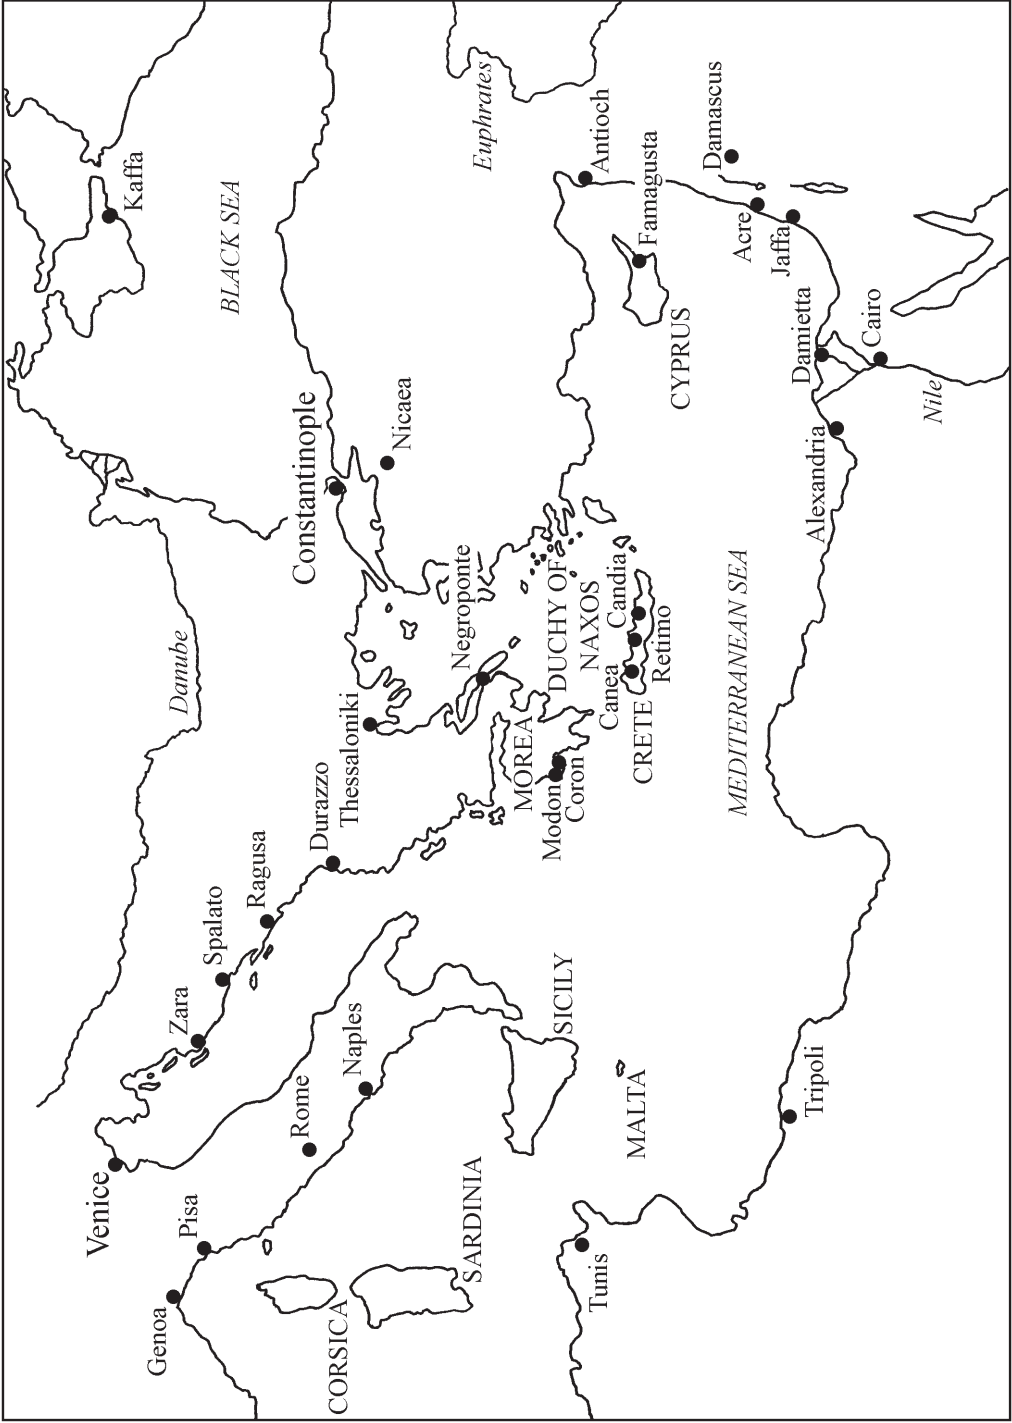 Venice
Genoa
Pisa
Zara
Spalato
Ragusa
Danube
Kaffa
BLACK SEA
Rome
Naples
Durazzo
Thessaloniki
Constantinople
Nicaea
CORSICA
SARDINIA
Negroponte
Euphrates
SICILY
MOREA
Modon
Coron
DUCHY OF
NAXOS
Antioch
Tunis
MALTA
CRETE
Canea
Retimo
Candia
CYPRUS
Famagusta
MEDITERRANEAN SEA
Damascus
Acre
Jaffa
Tripoli
Alexandria
Damietta
Cairo
Nile